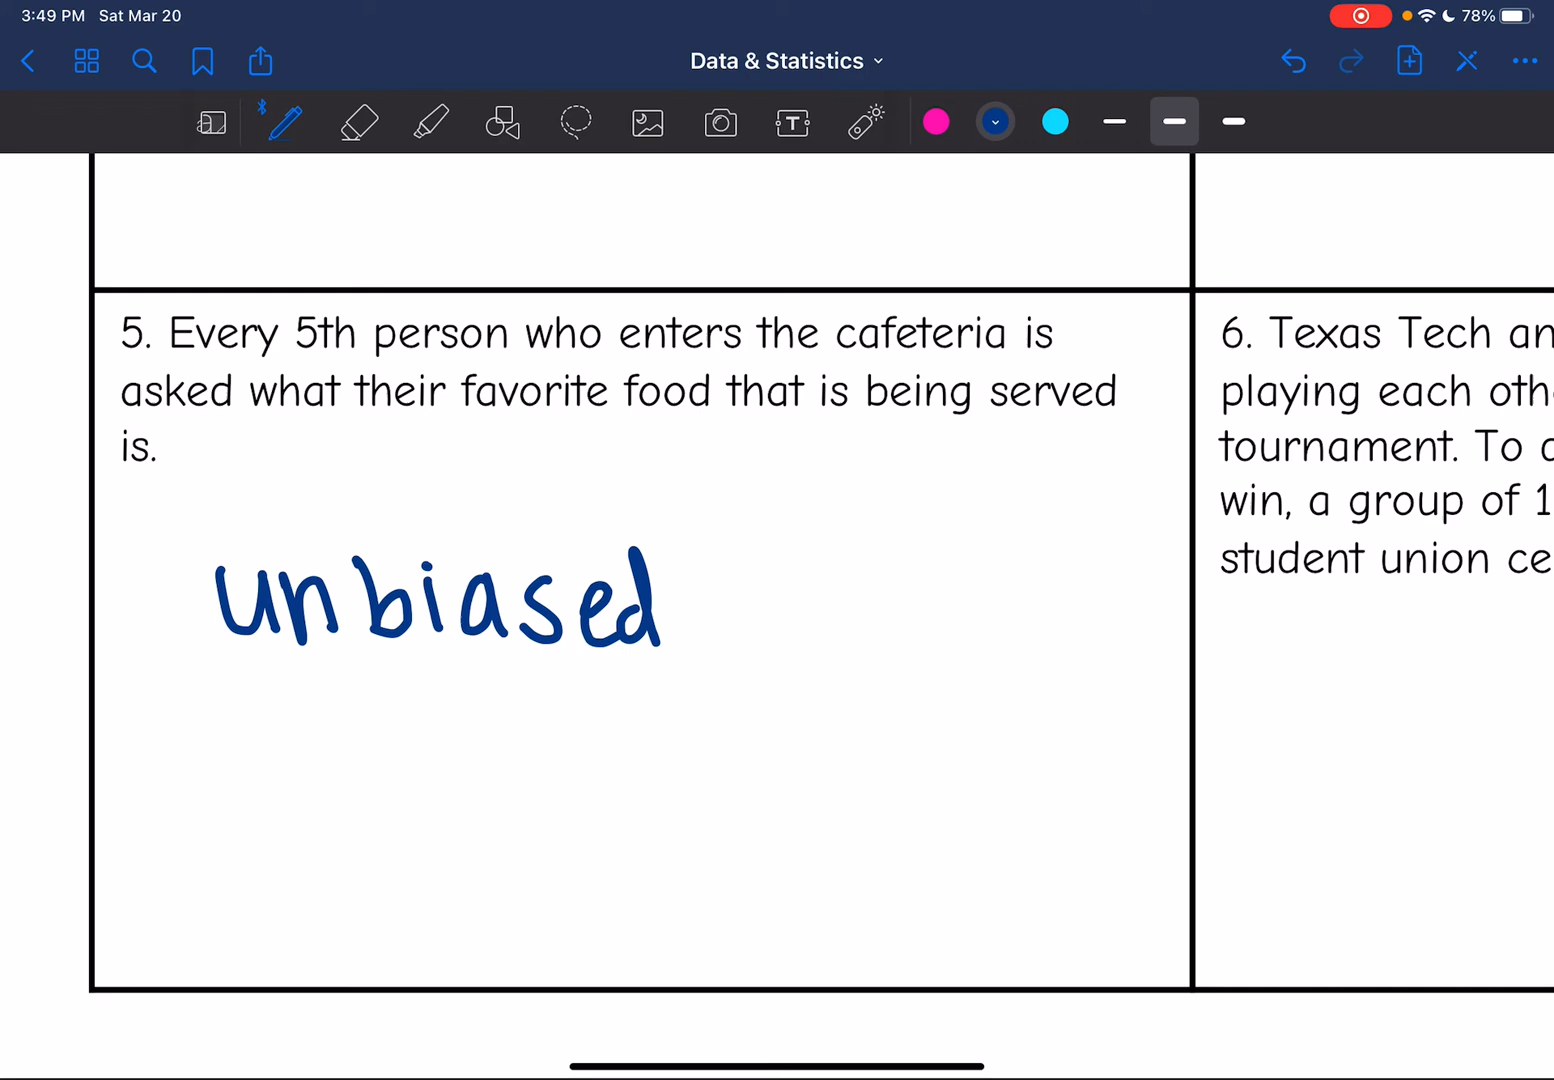 3:49 PM Sat Mar 20
78%
Data & Statistics
T
5. Every 5th person who enters the cafeteria is
asked what their favorite food that is being served
is.
unbiased
6. Texas Tech an
playing each oth
tournament. To
win, a group of 1
student union ce